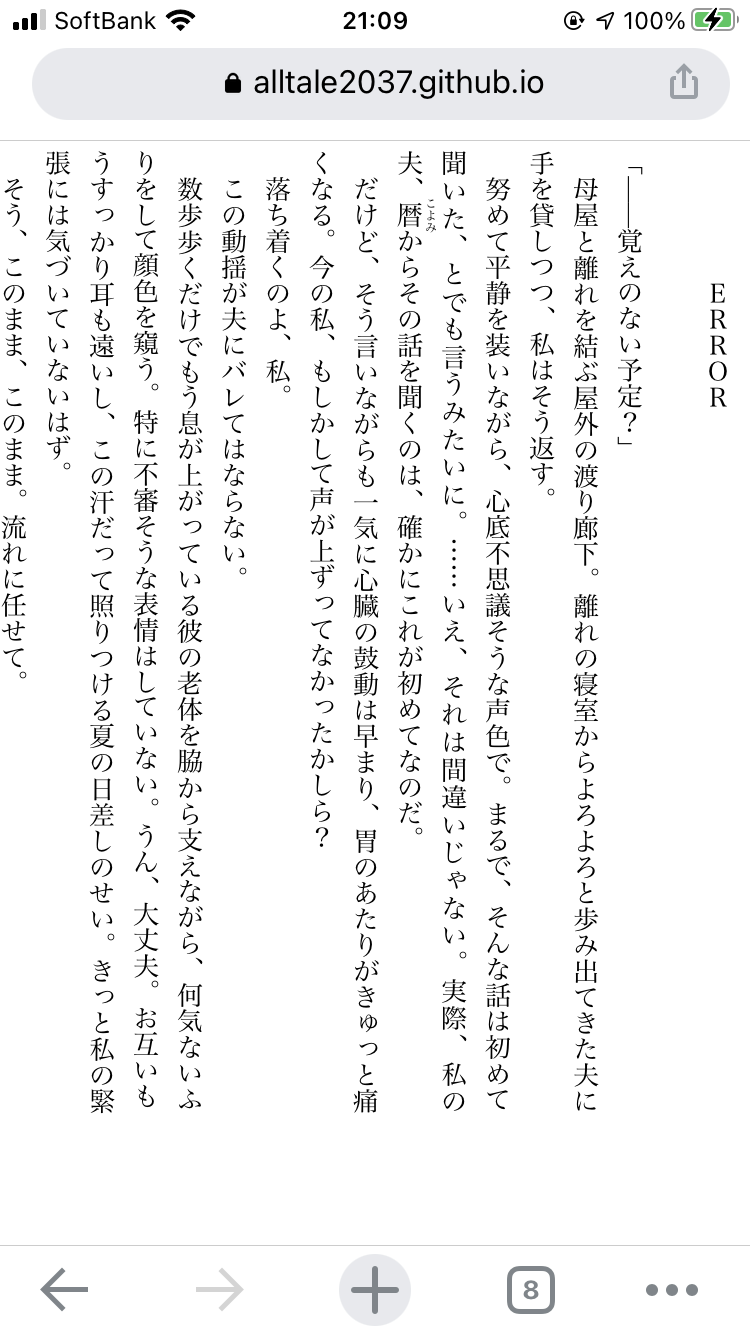 SoftBank 21:09 100%
alltale2037.github.io
ERROR
「――覚えのない予定？」
母屋と離れを結ぶ屋外の渡り廊下。離れの寝室からよろよろと歩み出てきた夫に
手を貸しつつ、私はそう返す。
努めて平静を装いながら、心底不思議そうな声色で。まるで、そんな話は初めて
聞いた、とでも言うみたいに。……いえ、それは間違いじゃない。実際、私の
夫、暦からその話を聞くのは、確かにこれが初めてなのだ。
こよみ
だけど、そう言いながらも一気に心臓の鼓動は早まり、胃のあたりがきゅっと痛
くなる。今の私、もしかして声が上ずってなかったかしら？
落ち着くのよ、私。
この動揺が夫にバレてはならない。
数歩歩くだけでもう息が上がっている彼の老体を脇から支えながら、何気ないふ
りをして顔色を窺う。特に不審そうな表情はしていない。うん、大丈夫。お互いも
うすっかり耳も遠いし、この汗だって照りつける夏の日差しのせい。きっと私の緊
張には気づいていないはず。
そう、このまま、このまま。流れに任せて。
8